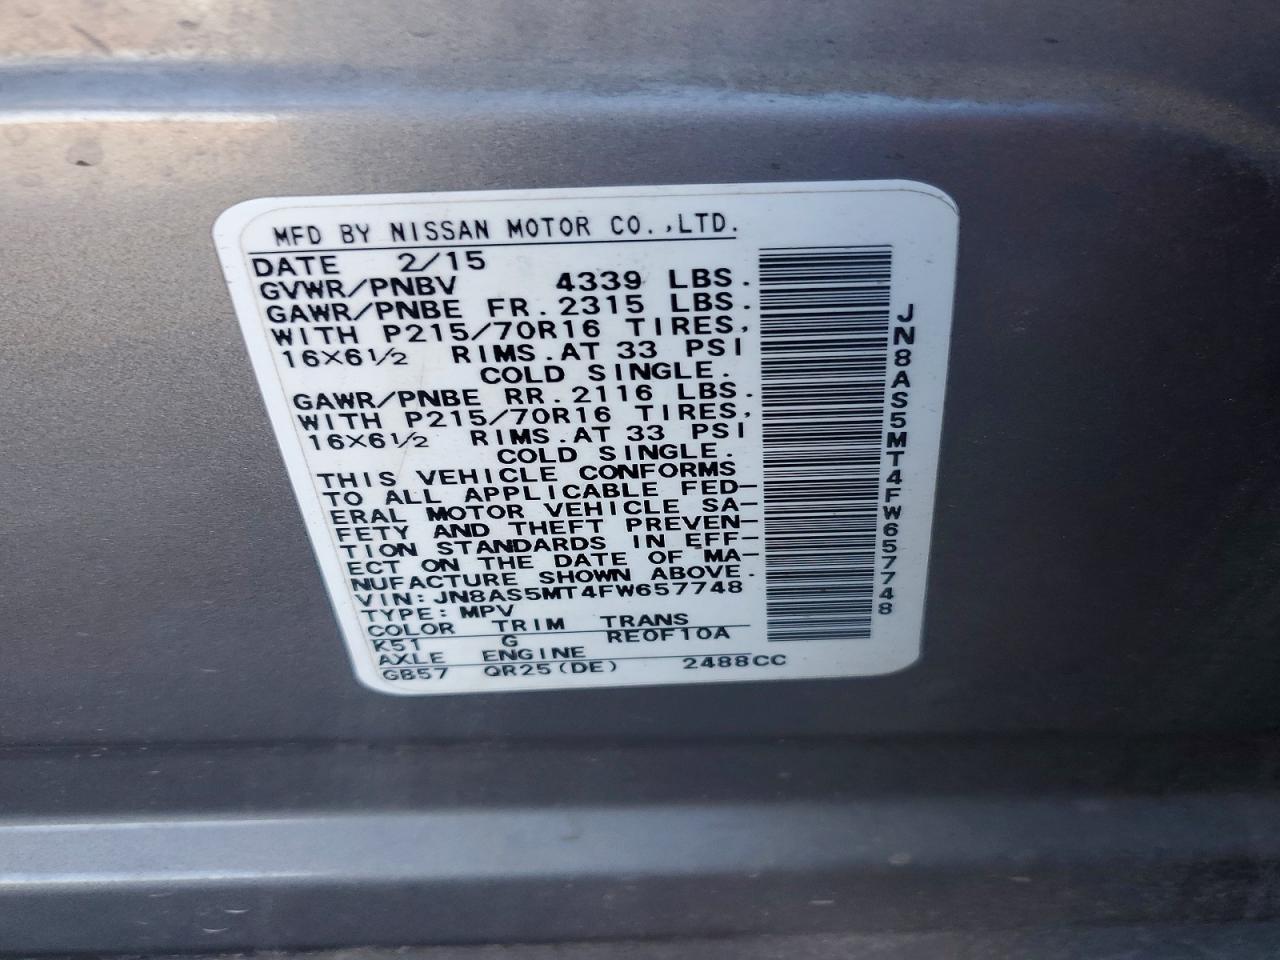 MFD BY NISSAN MOTOR CO.,LTD.
DATE 2/15
GVWR/PNBV 4339 LBS.
GAWR/PNBE FR. 2315 LBS.
WITH P215/70R16 TIRES,
16X6½ RIMS.AT 33 PSI
COLD SINGLE.
GAWR/PNBE RR. 2116 LBS.
WITH P215/70R16 TIRES,
16X6½ RIMS.AT 33 PSI
COLD SINGLE.
THIS VEHICLE CONFORMS
TO ALL APPLICABLE FED-
ERAL MOTOR VEHICLE SA-
FETY AND THEFT PREVEN-
TION STANDARDS IN EFF-
ECT ON THE DATE OF MA-
NUFACTURE SHOWN ABOVE.
VIN: JN8AS5MT4FW657748
TYPE: MPV
COLOR TRIM TRANS
K51 G RE0F10A
AXLE ENGINE
GB57 QR25(DE) 2488CC
JN8AS5MT4FW657748